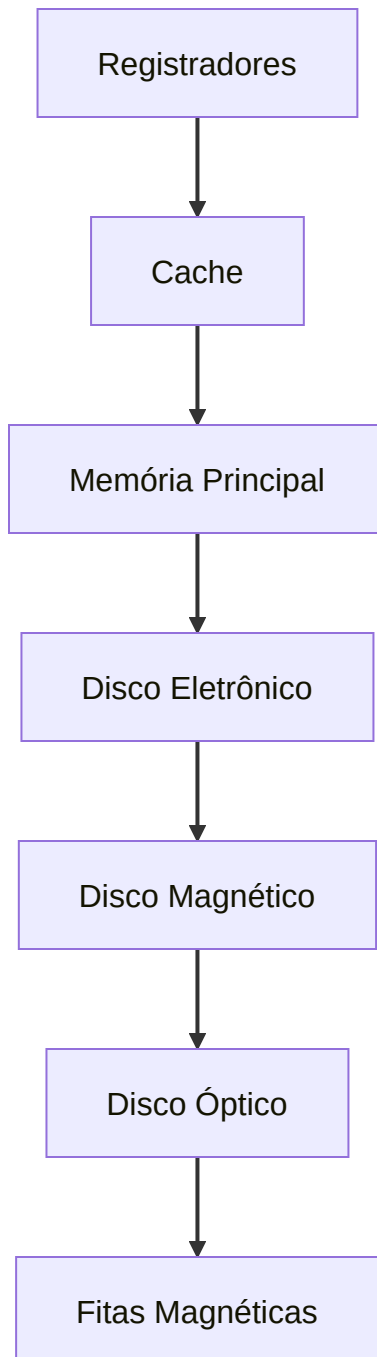 Registradores
Cache
Memória Principal
Disco Eletrônico
Disco Magnético
Disco Óptico
Fitas Magnéticas